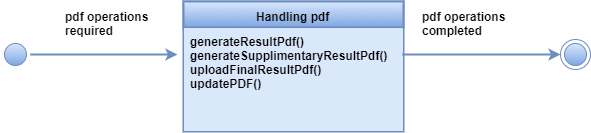 pdf operations
required
Handling pdf
generateResultPdf()
generateSupplimentaryResultPdf()
uploadFinalResultPdf()
updatePDF()
pdf operations
completed